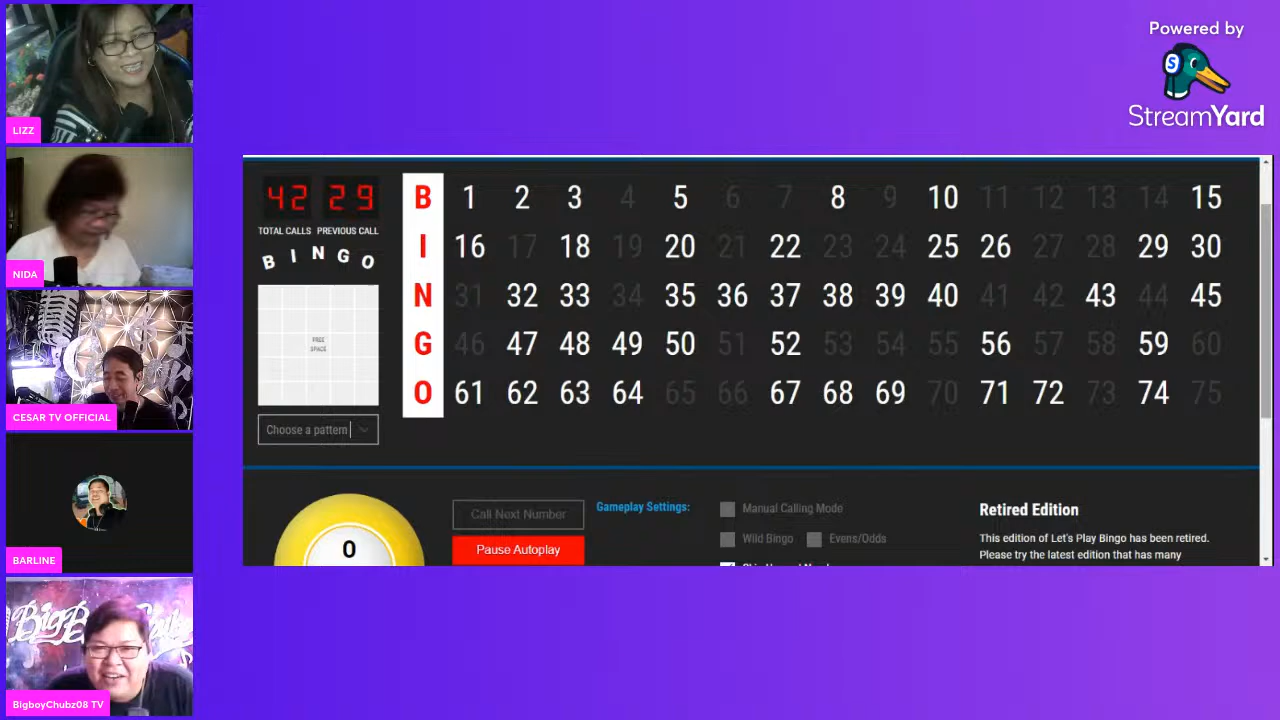 Powered by
StreamYard
LIZZ
NIDA
CESAR TV OFFICIAL
BARLINE
BigboyChubz08 TV
42 29
TOTAL CALLS PREVIOUS CALL
B I N G O
FREE
SPACE
Choose a pattern
B 1 2 3 4 5 6 7 8 9 10 11 12 13 14 15
I 16 17 18 19 20 21 22 23 24 25 26 27 28 29 30
N 31 32 33 34 35 36 37 38 39 40 41 42 43 44 45
G 46 47 48 49 50 51 52 53 54 55 56 57 58 59 60
O 61 62 63 64 65 66 67 68 69 70 71 72 73 74 75
0
Call Next Number
Pause Autoplay
Gameplay Settings:
Manual Calling Mode
Wild Bingo Evens/Odds
Retired Edition
This edition of Let's Play Bingo has been retired.
Please try the latest edition that has many